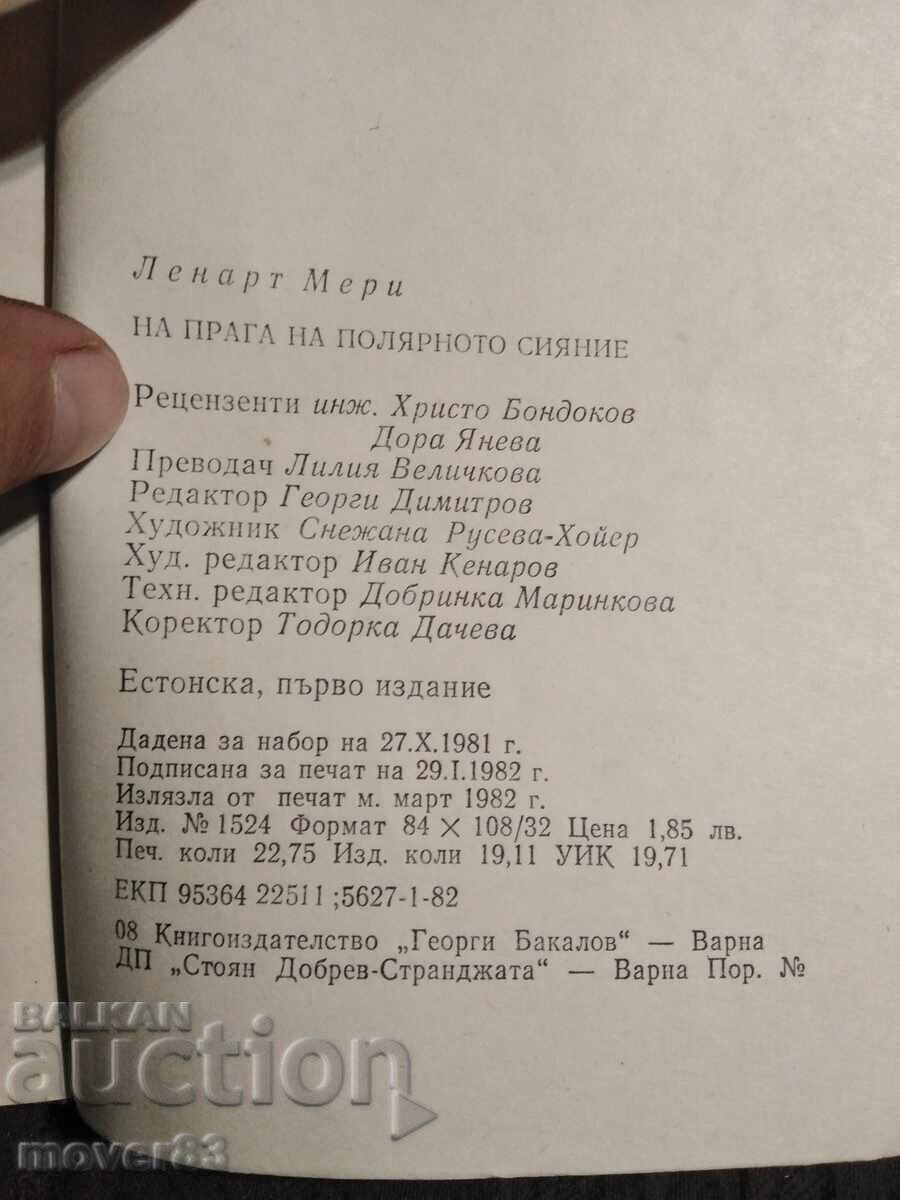 Ленарт Мери
НА ПРАГА НА ПОЛЯРНОТО СИЯНИЕ
Рецензенти инж. Христо Бондоков
Дора Янева
Преводач Лилия Величкова
Редактор Георги Димитров
Художник Снежана Русева-Хойер
Худ. редактор Иван Кенаров
Техн. редактор Добринка Маринкова
Коректор Тодорка Дачева
Естонска, първо издание
Дадена за набор на 27.X.1981 г.
Подписана за печат на 29.I.1982 г.
Излязла от печат м. март 1982 г.
Изд. № 1524 Формат 84 × 108/32 Цена 1,85 лв.
Печ. коли 22,75 Изд. коли 19,11 УИК 19,71
ЕКП 95364 22511 ;5627-1-82
08 Книгоиздателство „Георги Бакалов“ — Варна
ДП „Стоян Добрев-Странджата“ — Варна Пор. №
BALKAN
auction
mover83